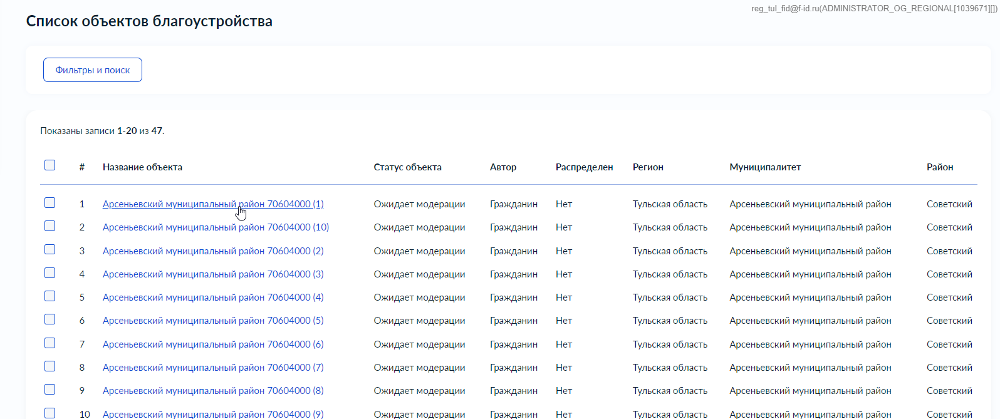 reg_tul_fid@f-id.ru(ADMINISTRATOR_OG_REGIONAL[1039671][])
Список объектов благоустройства
Фильтры и поиск
Показаны записи 1-20 из 47.
# Название объекта Статус объекта Автор Распределен Регион Муниципалитет Район
1 Арсеньевский муниципальный район 70604000 (1) Ожидает модерации Гражданин Нет Тульская область Арсеньевский муниципальный район Советский
2 Арсеньевский муниципальный район 70604000 (10) Ожидает модерации Гражданин Нет Тульская область Арсеньевский муниципальный район Советский
3 Арсеньевский муниципальный район 70604000 (2) Ожидает модерации Гражданин Нет Тульская область Арсеньевский муниципальный район Советский
4 Арсеньевский муниципальный район 70604000 (3) Ожидает модерации Гражданин Нет Тульская область Арсеньевский муниципальный район Советский
5 Арсеньевский муниципальный район 70604000 (4) Ожидает модерации Гражданин Нет Тульская область Арсеньевский муниципальный район Советский
6 Арсеньевский муниципальный район 70604000 (5) Ожидает модерации Гражданин Нет Тульская область Арсеньевский муниципальный район Советский
7 Арсеньевский муниципальный район 70604000 (6) Ожидает модерации Гражданин Нет Тульская область Арсеньевский муниципальный район Советский
8 Арсеньевский муниципальный район 70604000 (7) Ожидает модерации Гражданин Нет Тульская область Арсеньевский муниципальный район Советский
9 Арсеньевский муниципальный район 70604000 (8) Ожидает модерации Гражданин Нет Тульская область Арсеньевский муниципальный район Советский
10 Арсеньевский муниципальный район 70604000 (9) Ожидает модерации Гражданин Нет Тульская область Арсеньевский муниципальный район Советский